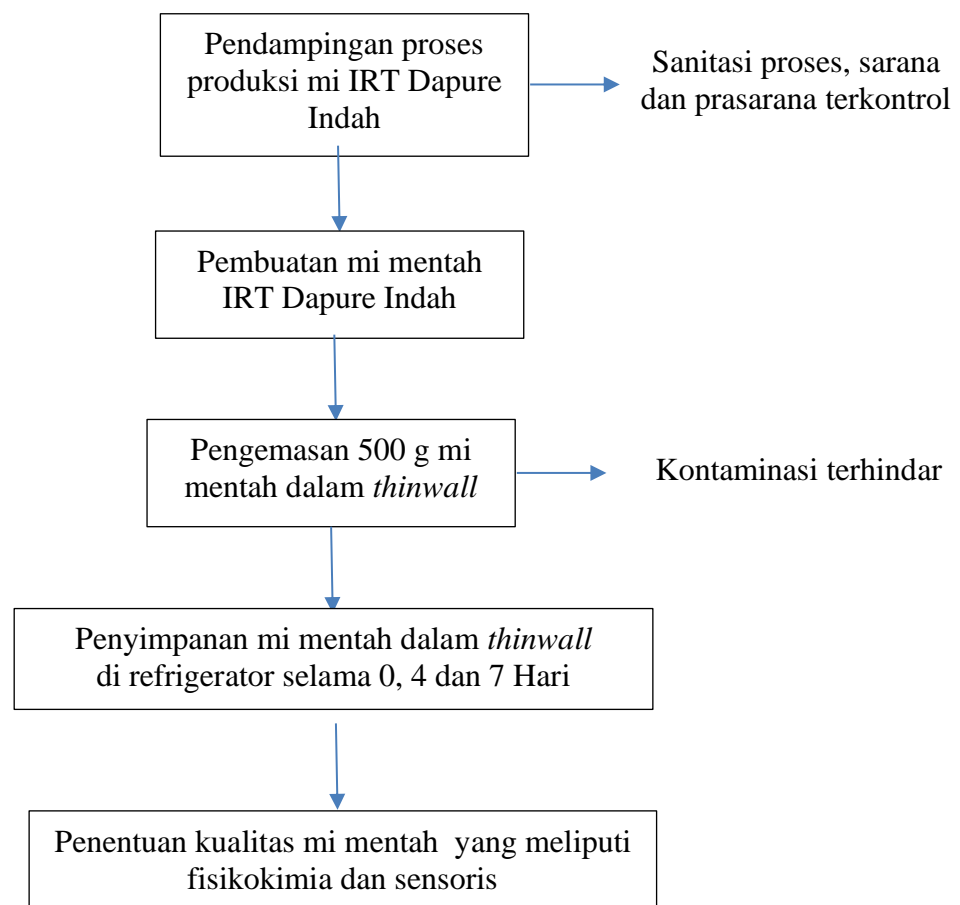 Pendampingan proses
produksi mi IRT Dapure
Indah
Sanitasi proses, sarana
dan prasarana terkontrol
Pembuatan mi mentah
IRT Dapure Indah
Pengemasan 500 g mi
mentah dalam thinwall
Kontaminasi terhindar
Penyimpanan mi mentah dalam thinwall
di refrigerator selama 0, 4 dan 7 Hari
Penentuan kualitas mi mentah yang meliputi
fisikokimia dan sensoris